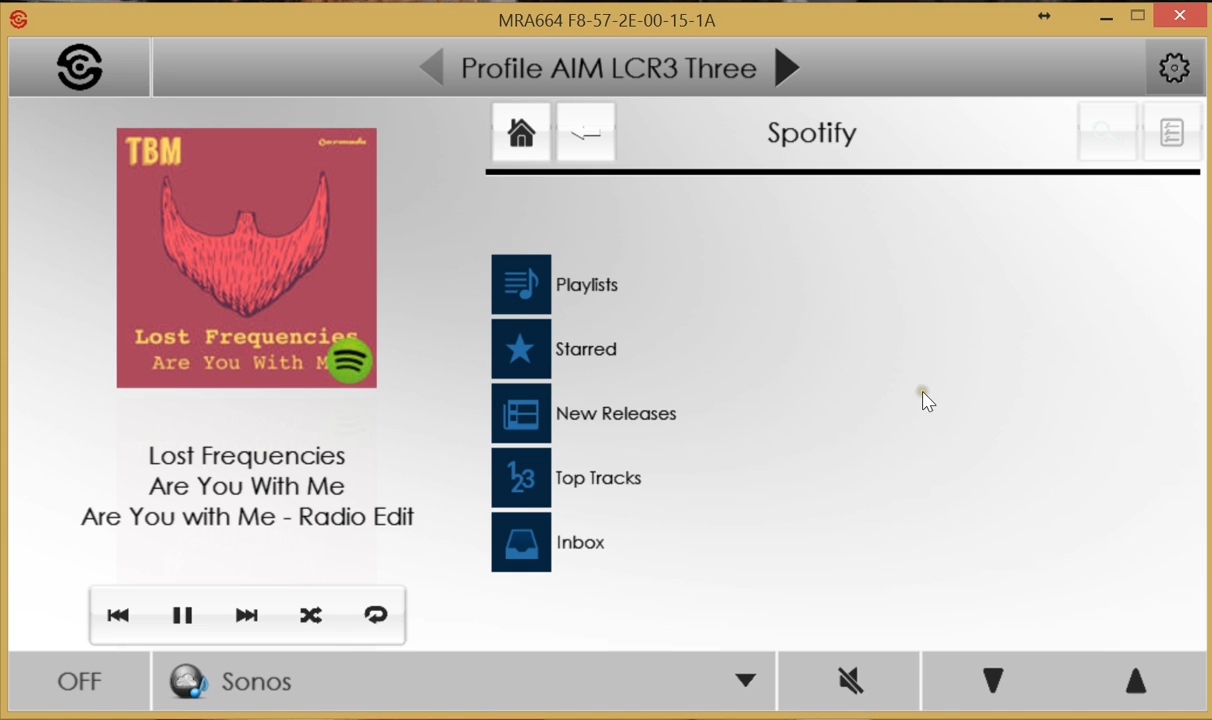 MRA664 F8-57-2E-00-15-1A
Profile AIM LCR3 Three
Spotify
TBM
Lost Frequencies
Are You With M
Playlists
Starred
New Releases
Top Tracks
123
Inbox
Lost Frequencies
Are You With Me
Are You with Me - Radio Edit
OFF
Sonos